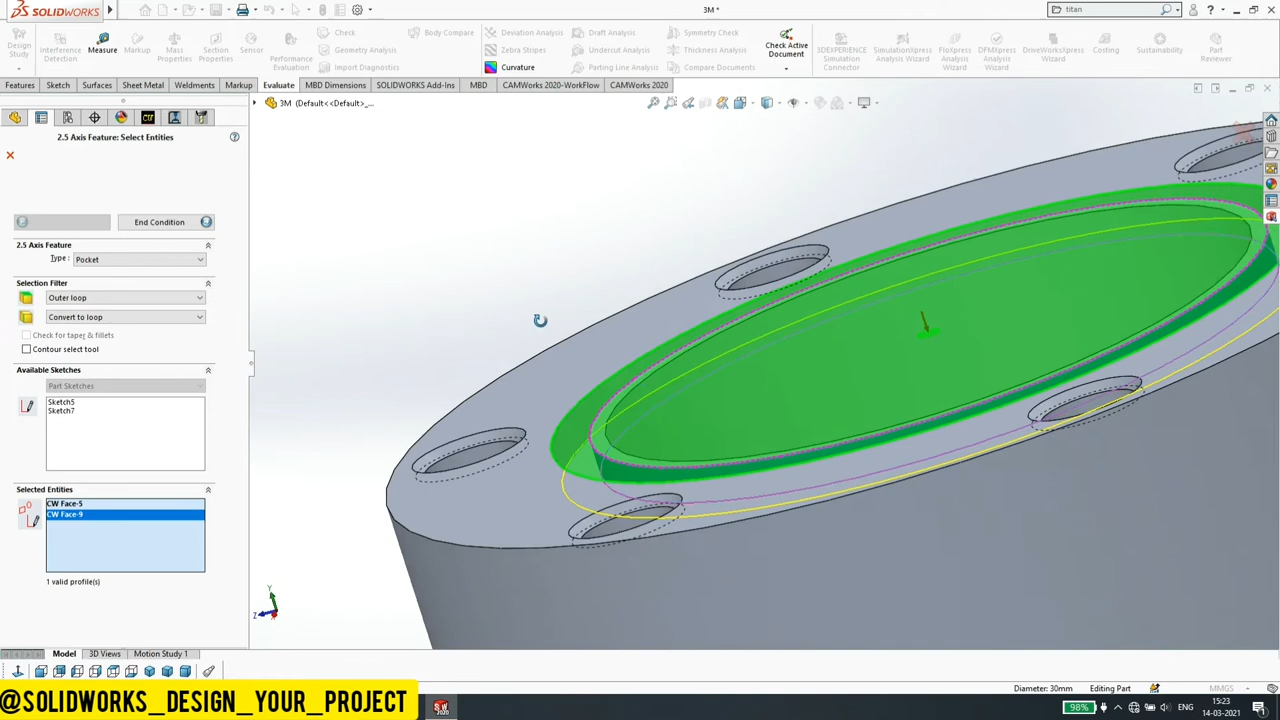 SOLIDWORKS
3M *
titan
Design Study
Interference Detection
Measure
Markup
Mass Properties
Section Properties
Sensor
Performance Evaluation
Check
Geometry Analysis
Import Diagnostics
Body Compare
Deviation Analysis
Zebra Stripes
Curvature
Draft Analysis
Undercut Analysis
Parting Line Analysis
Symmetry Check
Thickness Analysis
Compare Documents
Check Active Document
3DEXPERIENCE Simulation Connector
SimulationXpress Analysis Wizard
FloXpress Analysis Wizard
DFMXpress Analysis Wizard
DriveWorksXpress Wizard
Costing
Sustainability
Part Reviewer
Features Sketch Surfaces Sheet Metal Weldments Markup Evaluate MBD Dimensions SOLIDWORKS Add-Ins MBD CAMWorks 2020-WorkFlow CAMWorks 2020
3M (Default<<Default>_...
2.5 Axis Feature: Select Entities
End Condition
2.5 Axis Feature
Type: Pocket
Selection Filter
Outer loop
Convert to loop
Check for taper & fillets
Contour select tool
Available Sketches
Part Sketches
Sketch5
Sketch7
Selected Entities
CW Face-5
CW Face-9
1 valid profile(s)
Y
Z
Model 3D Views Motion Study 1
Diameter: 30mm Editing Part MMGS
@SOLIDWORKS_DESIGN_YOUR_PROJECT
SW 2020
98% ENG
15:23
14-03-2021